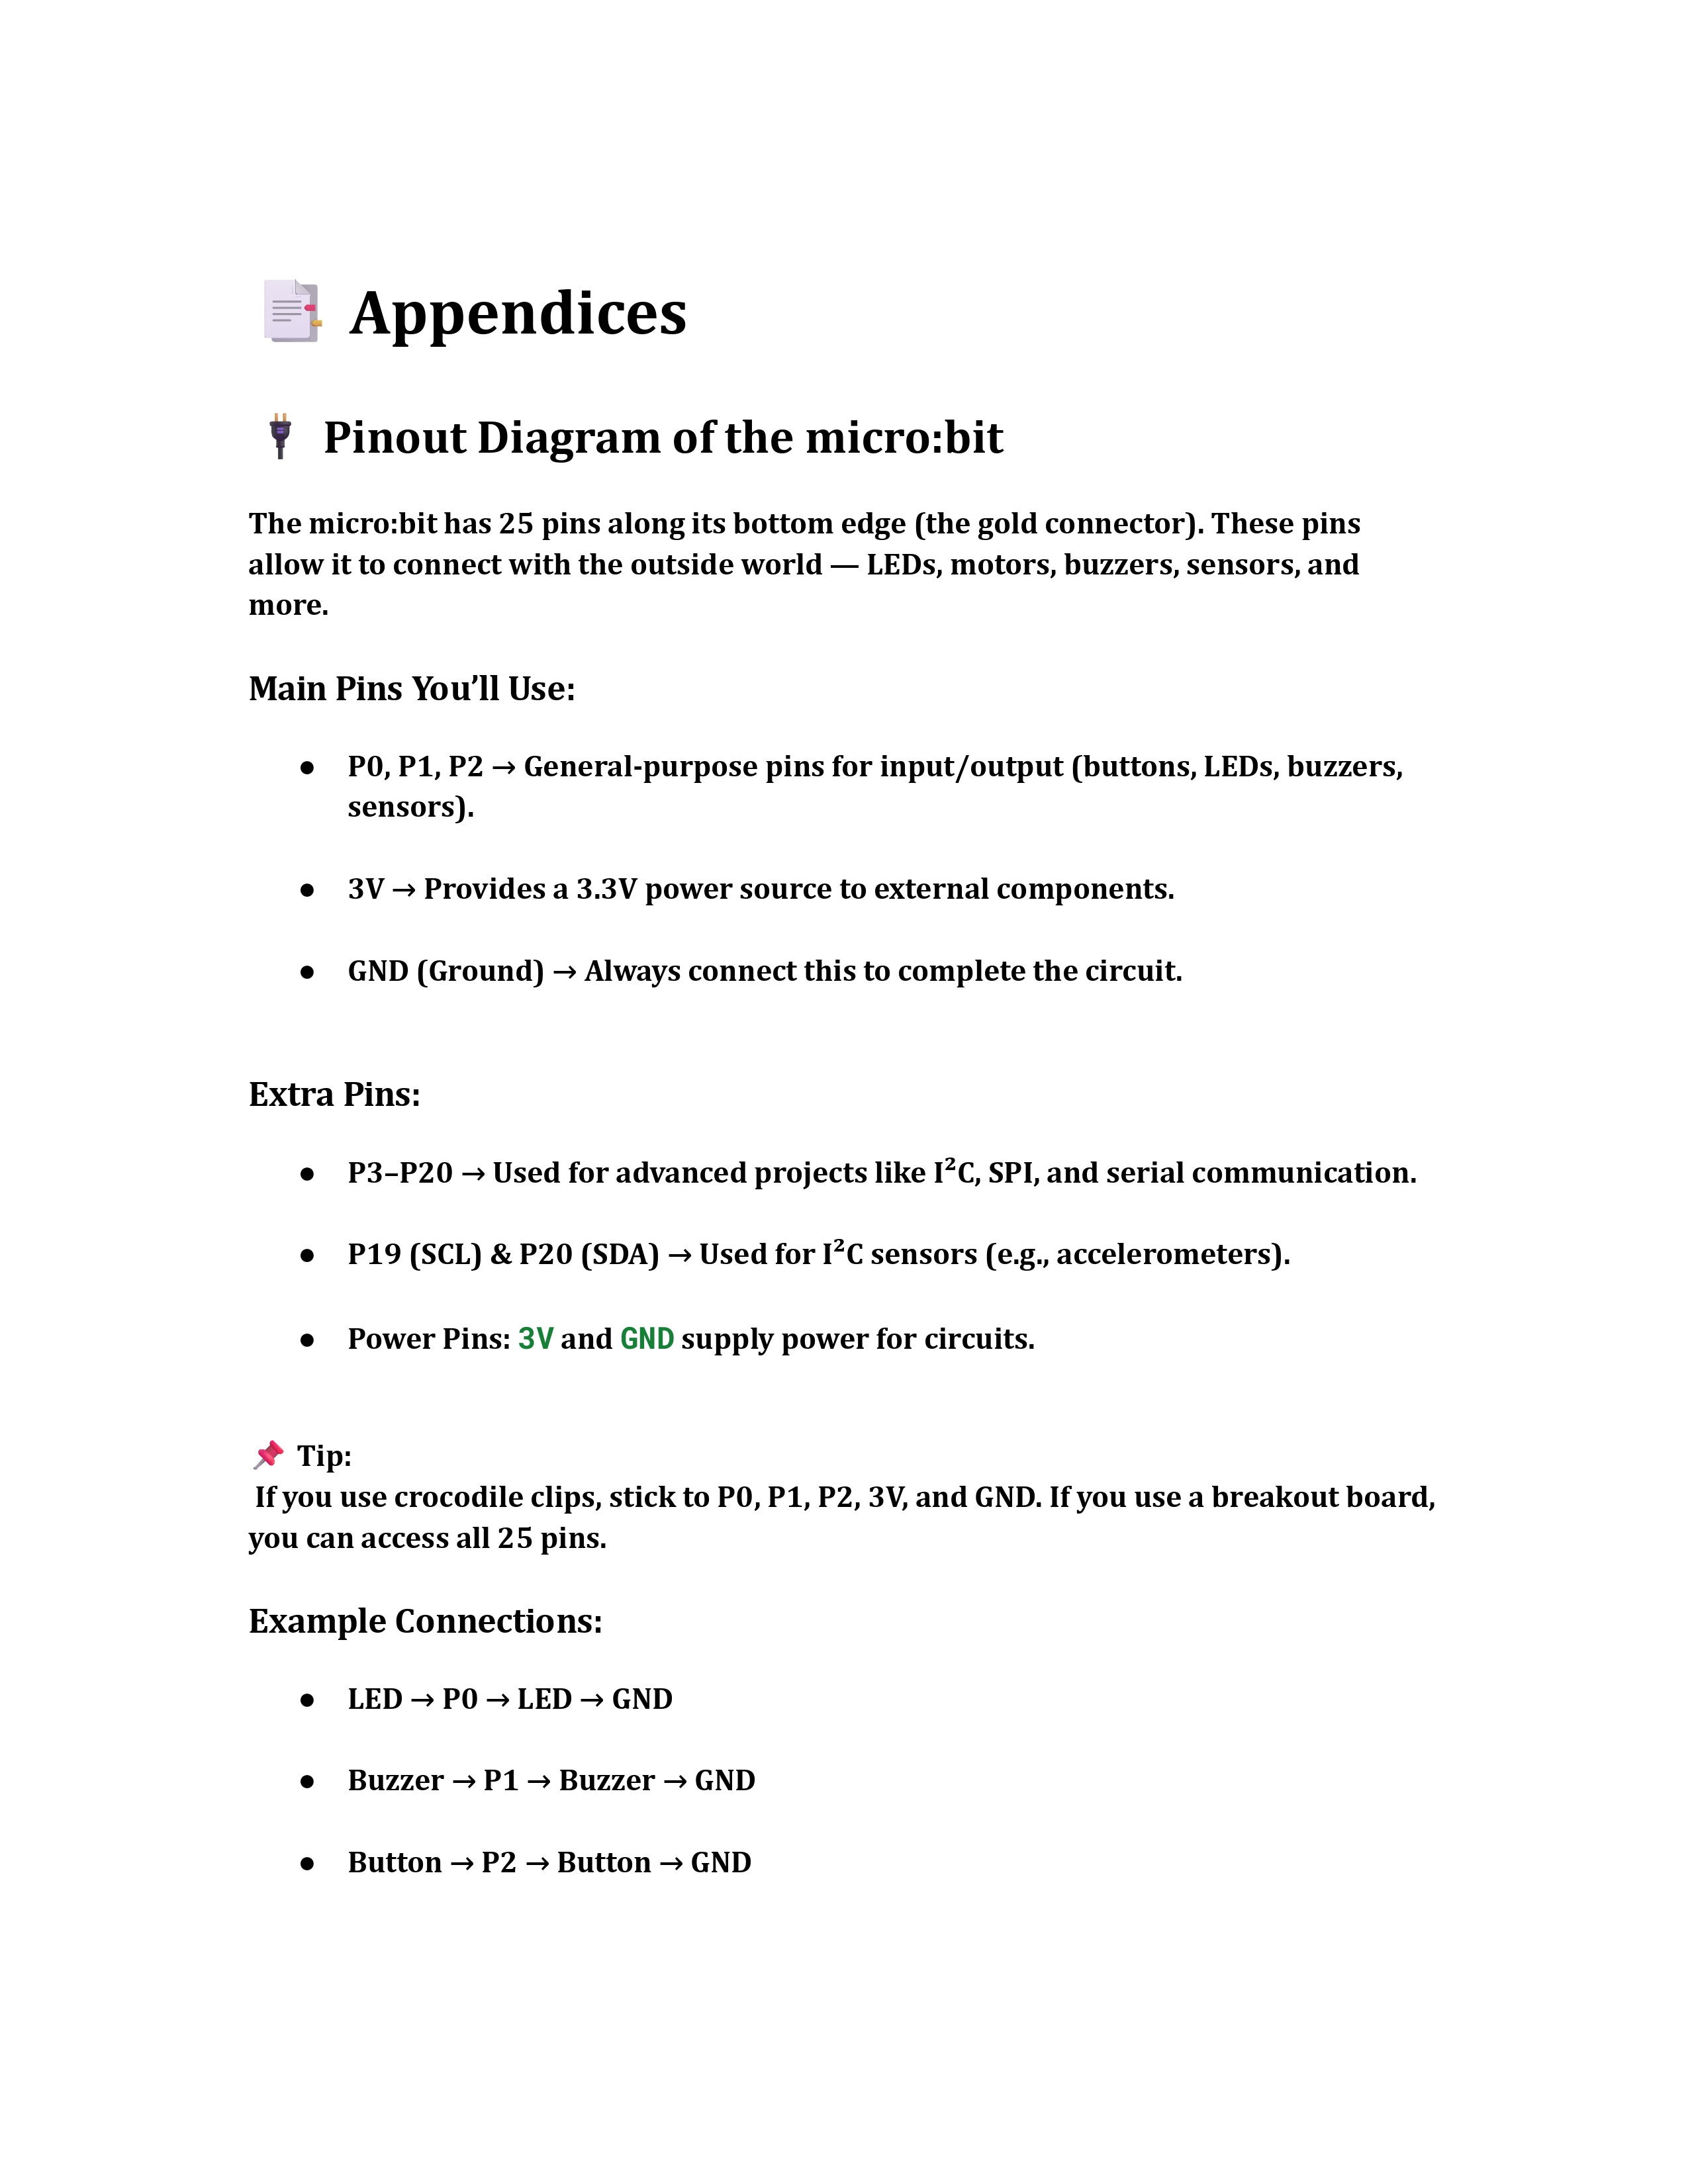 Appendices
Pinout Diagram of the micro:bit
The micro:bit has 25 pins along its bottom edge (the gold connector). These pins
allow it to connect with the outside world — LEDs, motors, buzzers, sensors, and
more.
Main Pins You’ll Use:
● P0, P1, P2 → General-purpose pins for input/output (buttons, LEDs, buzzers,
sensors).
● 3V → Provides a 3.3V power source to external components.
● GND (Ground) → Always connect this to complete the circuit.
Extra Pins:
● P3–P20 → Used for advanced projects like I²C, SPI, and serial communication.
● P19 (SCL) & P20 (SDA) → Used for I²C sensors (e.g., accelerometers).
● Power Pins: 3V and GND supply power for circuits.
Tip:
If you use crocodile clips, stick to P0, P1, P2, 3V, and GND. If you use a breakout board,
you can access all 25 pins.
Example Connections:
● LED → P0 → LED → GND
● Buzzer → P1 → Buzzer → GND
● Button → P2 → Button → GND